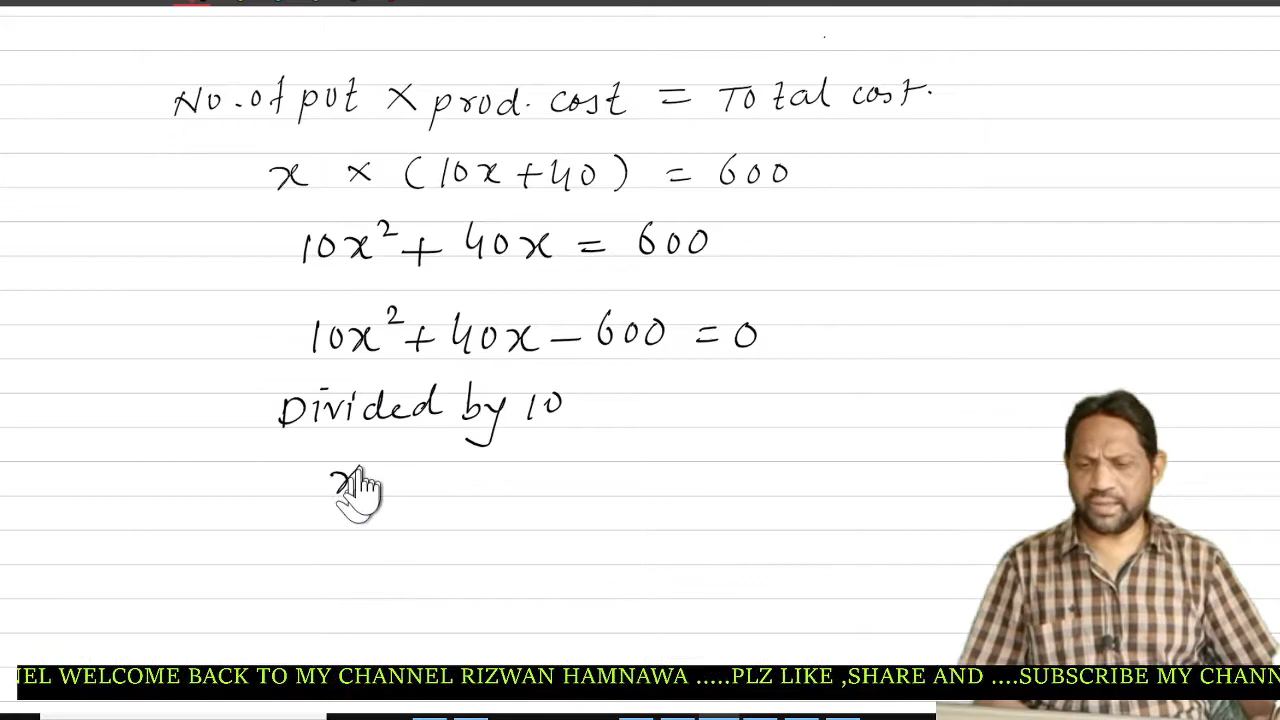 No. of pot × prod. cost = Total cost.
x × (10x + 40) = 600
10x² + 40x = 600
10x² + 40x − 600 = 0
Divided by 10
x
NEL WELCOME BACK TO MY CHANNEL RIZWAN HAMNAWA .....PLZ LIKE ,SHARE AND ....SUBSCRIBE MY CHANN